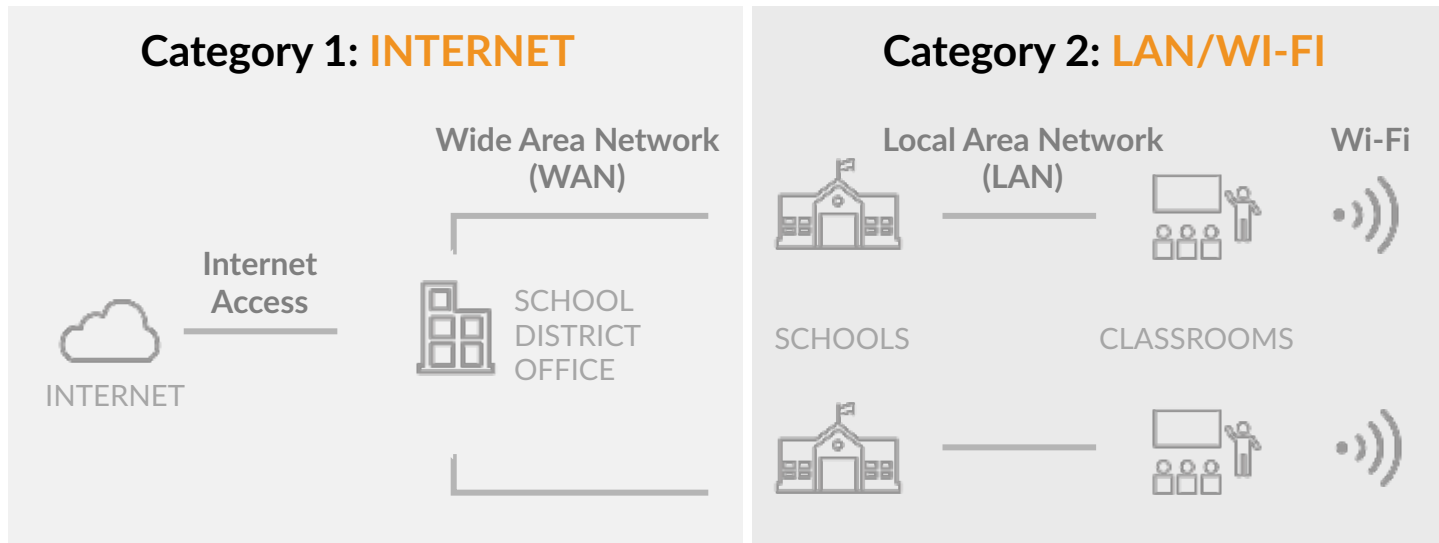 Category 1: INTERNET
Wide Area Network
(WAN)
Internet
Access
INTERNET
SCHOOL
DISTRICT
OFFICE
Category 2: LAN/WI-FI
Local Area Network
(LAN)
Wi-Fi
SCHOOLS
CLASSROOMS